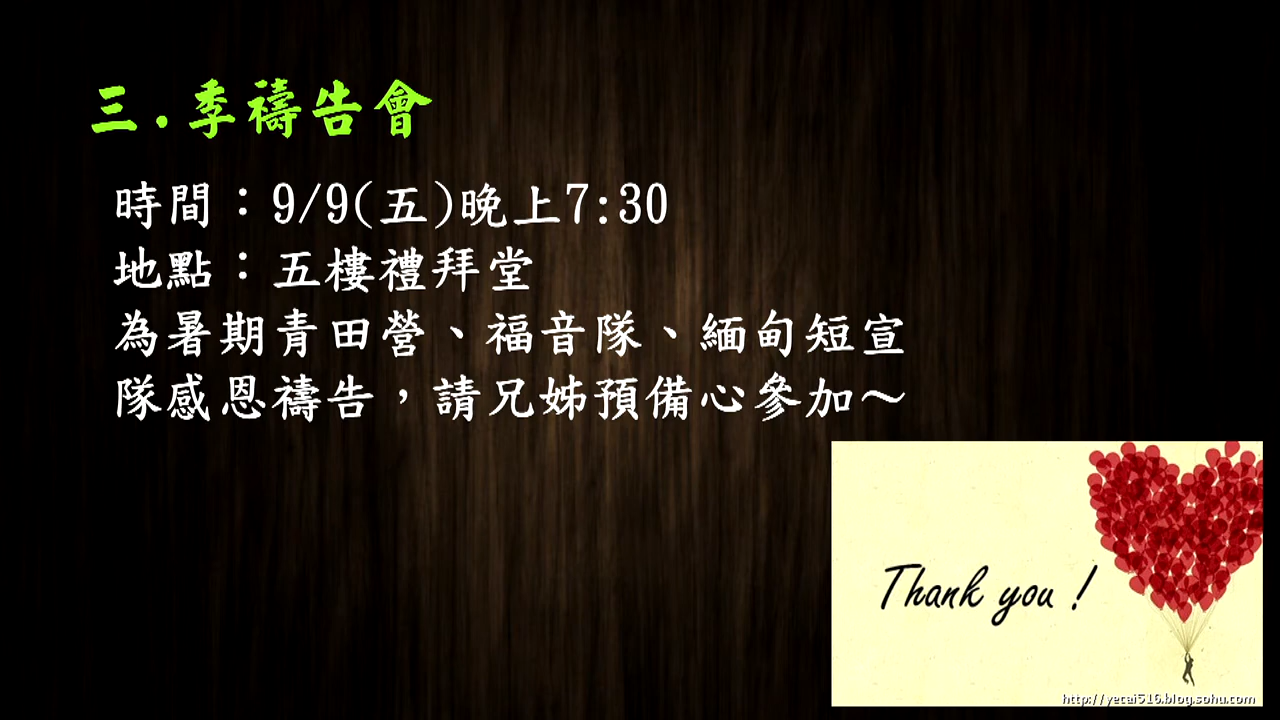 三.季禱告會
時間：9/9(五)晚上7:30
地點：五樓禮拜堂
為暑期青田營、福音隊、緬甸短宣
隊感恩禱告，請兄姊預備心參加～
Thank you !
http://yecai516.blog.sohu.com